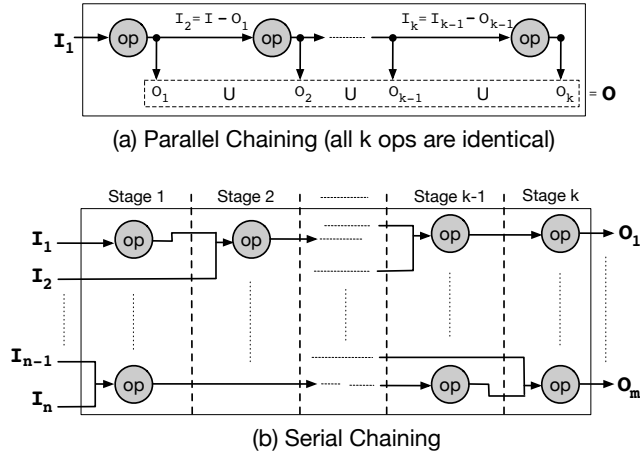 I₂ = I − O₁
Iₖ= Iₖ₋₁− Oₖ₋₁
I₁
op
op
op
O₁ U O₂ U Oₖ₋₁ U Oₖ = O
(a) Parallel Chaining (all k ops are identical)
Stage 1 Stage 2 Stage k-1 Stage k
I₁ op op op op O₁
I₂
Iₙ₋₁
Iₙ op op op Oₘ
(b) Serial Chaining